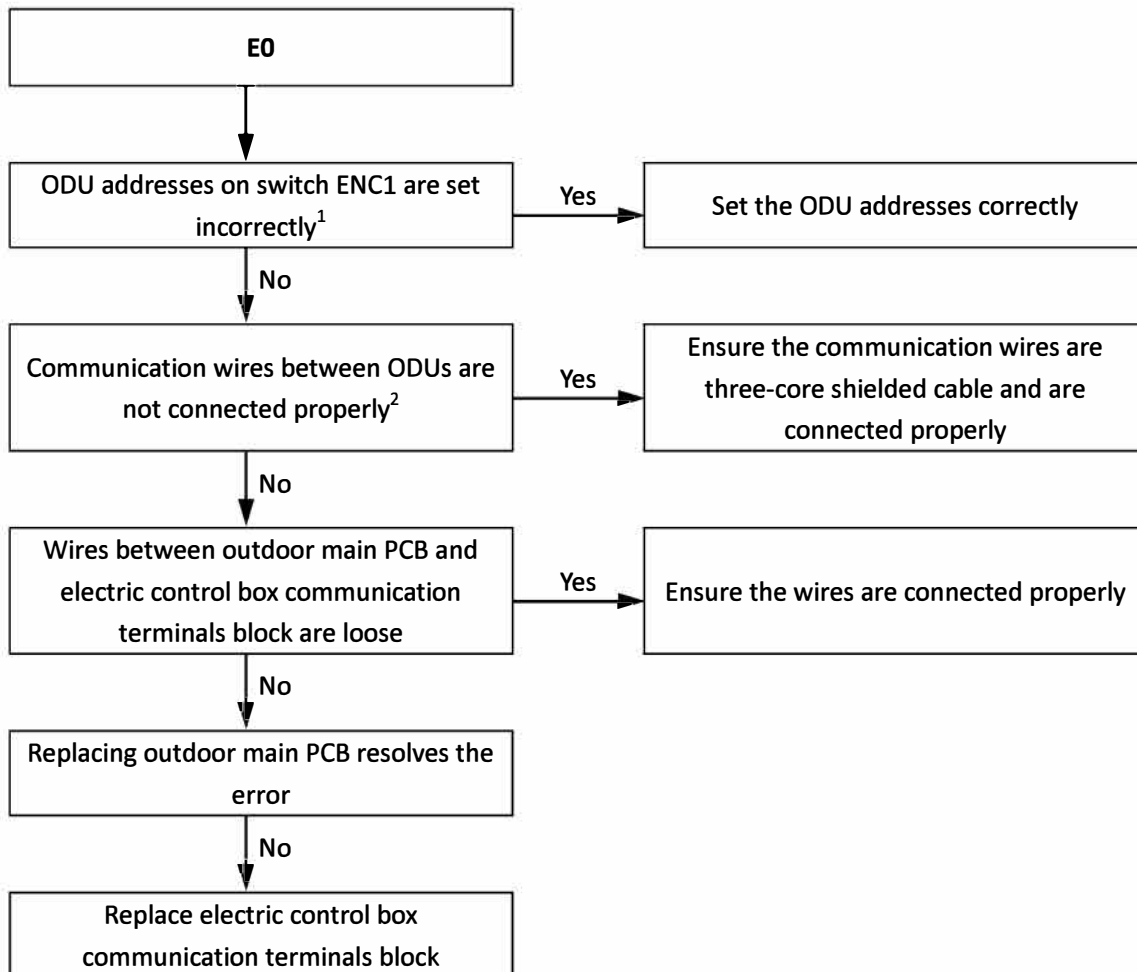 E0
ODU addresses on switch ENC1 are set
incorrectly¹
Yes
Set the ODU addresses correctly
No
Communication wires between ODUs are
not connected properly²
Yes
Ensure the communication wires are
three-core shielded cable and are
connected properly
No
Wires between outdoor main PCB and
electric control box communication
terminals block are loose
Yes
Ensure the wires are connected properly
No
Replacing outdoor main PCB resolves the
error
No
Replace electric control box
communication terminals block